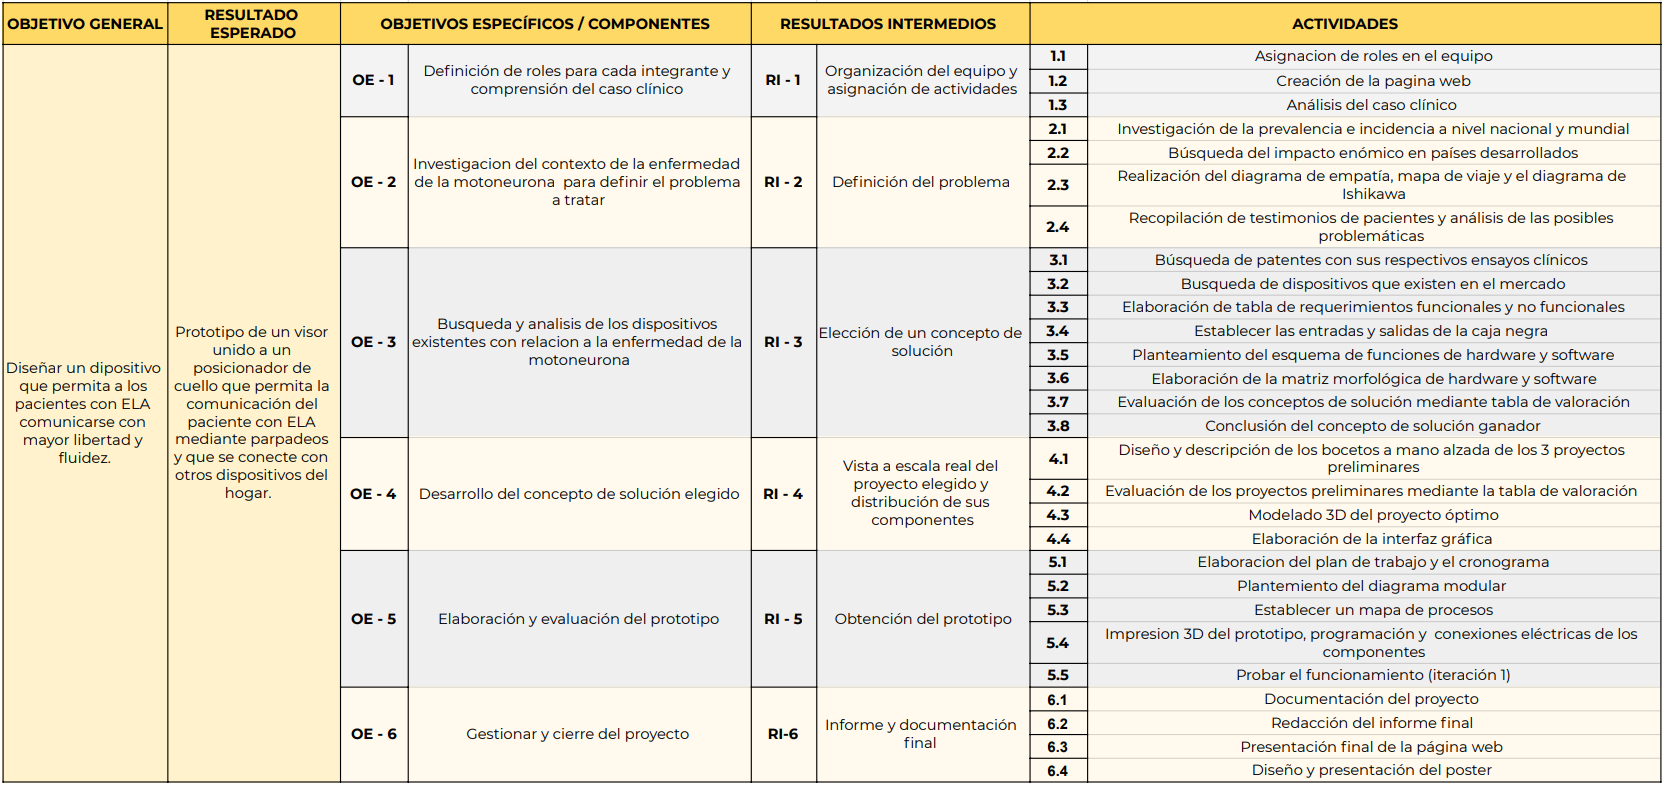 OBJETIVO GENERAL
RESULTADO
ESPERADO
OBJETIVOS ESPECÍFICOS / COMPONENTES
RESULTADOS INTERMEDIOS
ACTIVIDADES
Diseñar un dipositivo
que permita a los
pacientes con ELA
comunicarse con
mayor libertad y
fluidez.
Prototipo de un visor
unido a un
posicionador de
cuello que permita la
comunicación del
paciente con ELA
mediante parpadeos
y que se conecte con
otros dispositivos del
hogar.
OE - 1
Definición de roles para cada integrante y
comprensión del caso clínico
RI - 1
Organización del equipo y
asignación de actividades
1.1 Asignacion de roles en el equipo
1.2 Creación de la pagina web
1.3 Análisis del caso clínico
OE - 2
Investigacion del contexto de la enfermedad
de la motoneurona para definir el problema
a tratar
RI - 2
Definición del problema
2.1 Investigación de la prevalencia e incidencia a nivel nacional y mundial
2.2 Búsqueda del impacto enómico en países desarrollados
2.3 Realización del diagrama de empatía, mapa de viaje y el diagrama de
Ishikawa
2.4 Recopilación de testimonios de pacientes y análisis de las posibles
problemáticas
OE - 3
Busqueda y analisis de los dispositivos
existentes con relacion a la enfermedad de la
motoneurona
RI - 3
Elección de un concepto de
solución
3.1 Búsqueda de patentes con sus respectivos ensayos clínicos
3.2 Busqueda de dispositivos que existen en el mercado
3.3 Elaboración de tabla de requerimientos funcionales y no funcionales
3.4 Establecer las entradas y salidas de la caja negra
3.5 Planteamiento del esquema de funciones de hardware y software
3.6 Elaboración de la matriz morfológica de hardware y software
3.7 Evaluación de los conceptos de solución mediante tabla de valoración
3.8 Conclusión del concepto de solución ganador
OE - 4
Desarrollo del concepto de solución elegido
RI - 4
Vista a escala real del
proyecto elegido y
distribución de sus
componentes
4.1 Diseño y descripción de los bocetos a mano alzada de los 3 proyectos
preliminares
4.2 Evaluación de los proyectos preliminares mediante la tabla de valoración
4.3 Modelado 3D del proyecto óptimo
4.4 Elaboración de la interfaz gráfica
OE - 5
Elaboración y evaluación del prototipo
RI - 5
Obtención del prototipo
5.1 Elaboracion del plan de trabajo y el cronograma
5.2 Plantemiento del diagrama modular
5.3 Establecer un mapa de procesos
5.4 Impresion 3D del prototipo, programación y conexiones eléctricas de los
componentes
5.5 Probar el funcionamiento (iteración 1)
OE - 6
Gestionar y cierre del proyecto
RI-6
Informe y documentación
final
6.1 Documentación del proyecto
6.2 Redacción del informe final
6.3 Presentación final de la página web
6.4 Diseño y presentación del poster